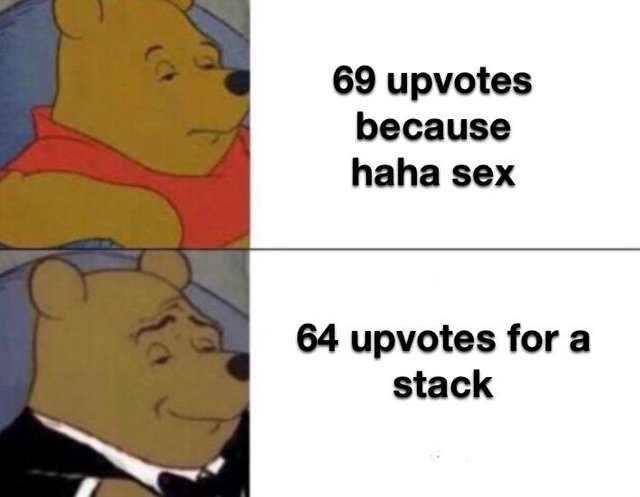 69 upvotes
because
haha sex
64 upvotes for a
stack